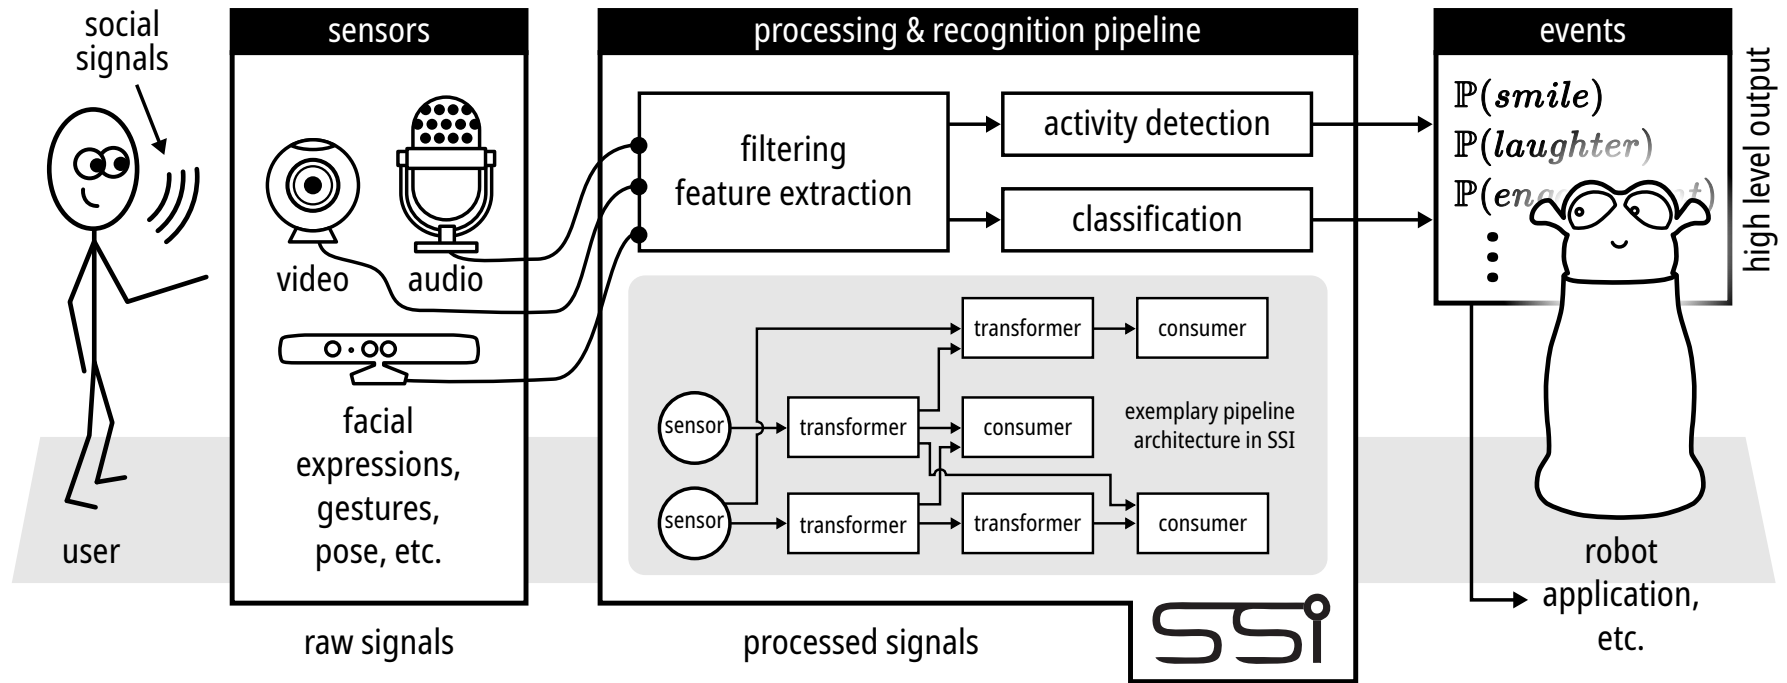 social
signals
user
sensors
video
audio
facial
expressions,
gestures,
pose, etc.
raw signals
processing & recognition pipeline
filtering
feature extraction
activity detection
classification
transformer
consumer
sensor
transformer
consumer
exemplary pipeline
architecture in SSI
sensor
transformer
transformer
consumer
processed signals
SSi
events
ℙ(smile)
ℙ(laughter)
high level output
robot
application,
etc.